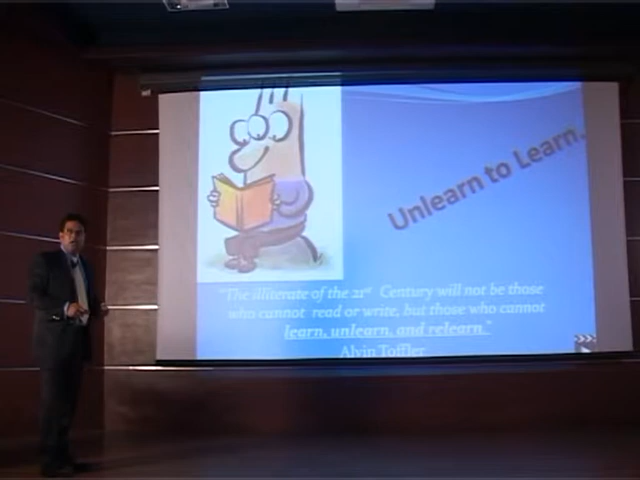 Unlearn to Learn.
"The illiterate of the 21st Century will not be those
who cannot read or write, but those who cannot
learn, unlearn, and relearn."
Alvin Toffler